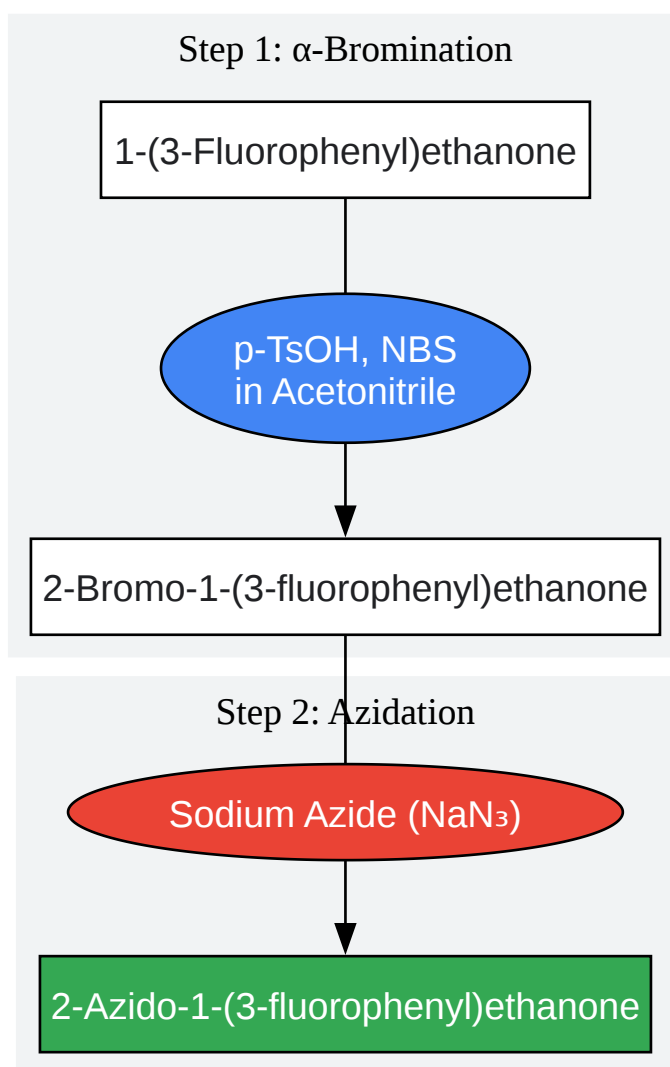 Step 1: α-Bromination
1-(3-Fluorophenyl)ethanone
p-TsOH, NBS
in Acetonitrile
2-Bromo-1-(3-fluorophenyl)ethanone
Step 2: Azidation
Sodium Azide (NaN₃)
2-Azido-1-(3-fluorophenyl)ethanone